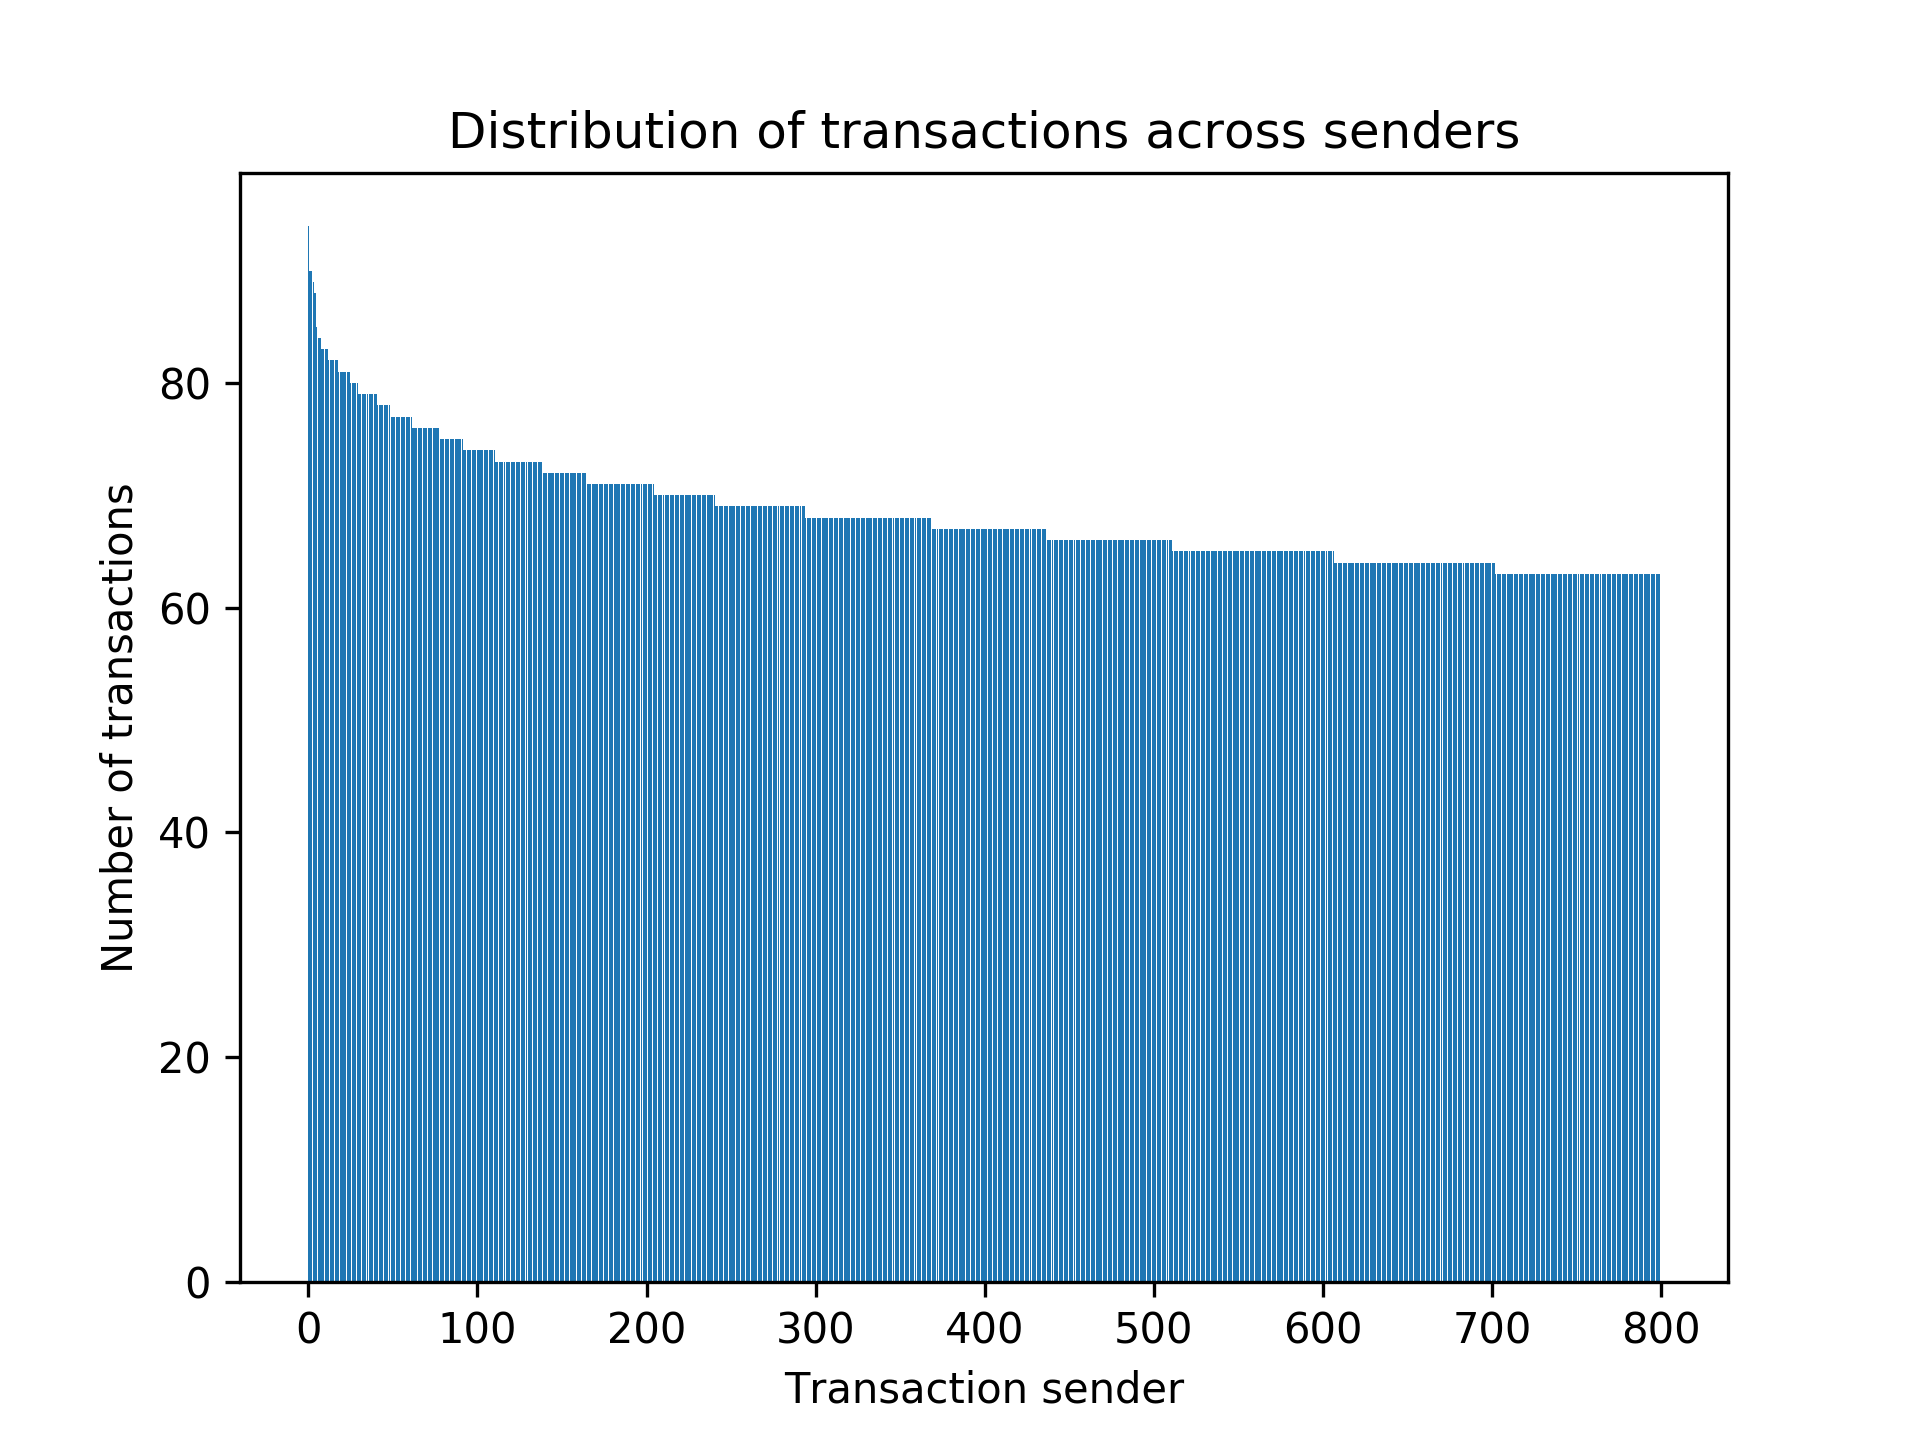 Distribution of transactions across senders
Number of transactions
80
60
40
20
0
0 100 200 300 400 500 600 700 800
Transaction sender